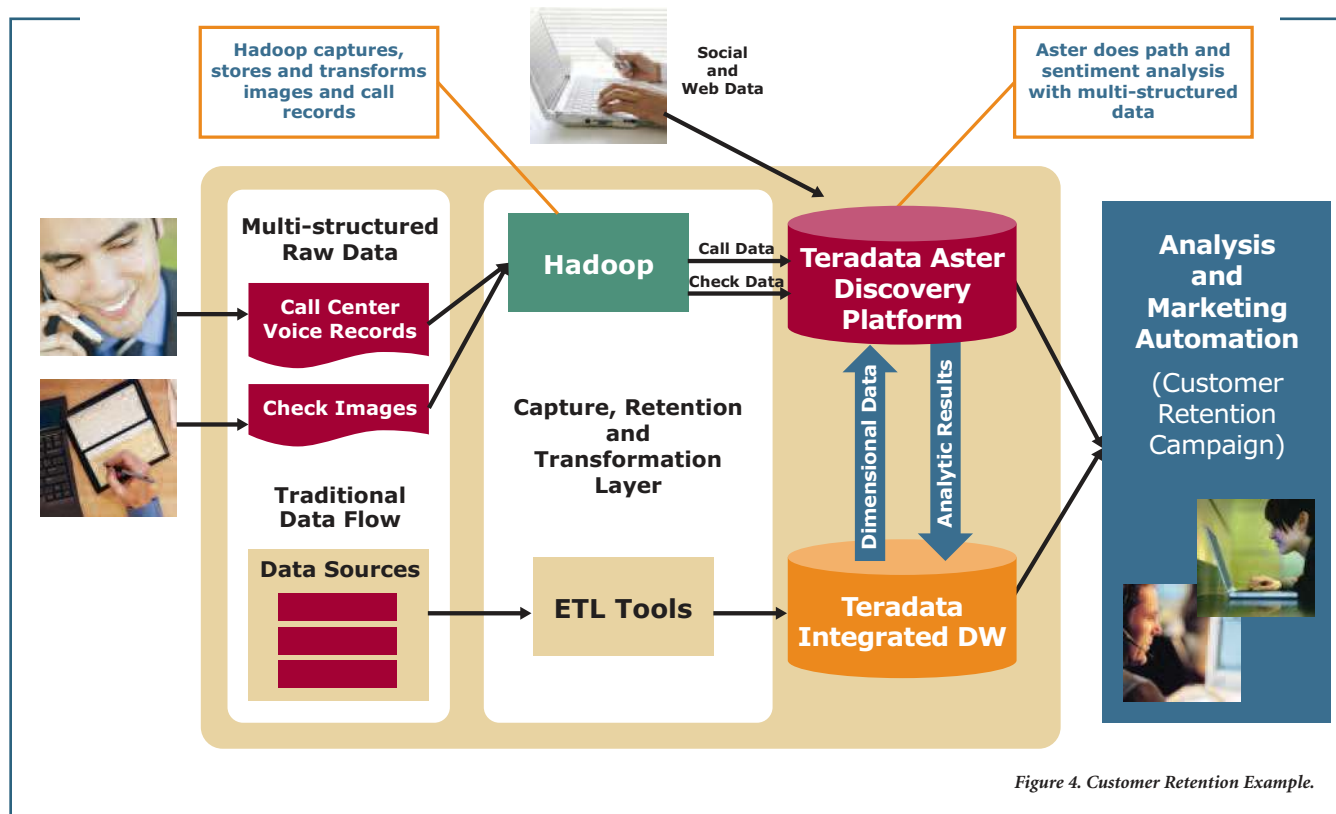 Hadoop captures,
stores and transforms
images and call
records
Social
and
Web Data
Aster does path and
sentiment analysis
with multi-structured
data
Multi-structured
Raw Data
Call Center
Voice Records
Check Images
Traditional
Data Flow
Data Sources
Hadoop
Call Data
Check Data
Capture, Retention
and
Transformation
Layer
ETL Tools
Teradata Aster
Discovery
Platform
Dimensional Data
Analytic Results
Teradata
Integrated DW
Analysis
and
Marketing
Automation
(Customer
Retention
Campaign)
Figure 4. Customer Retention Example.